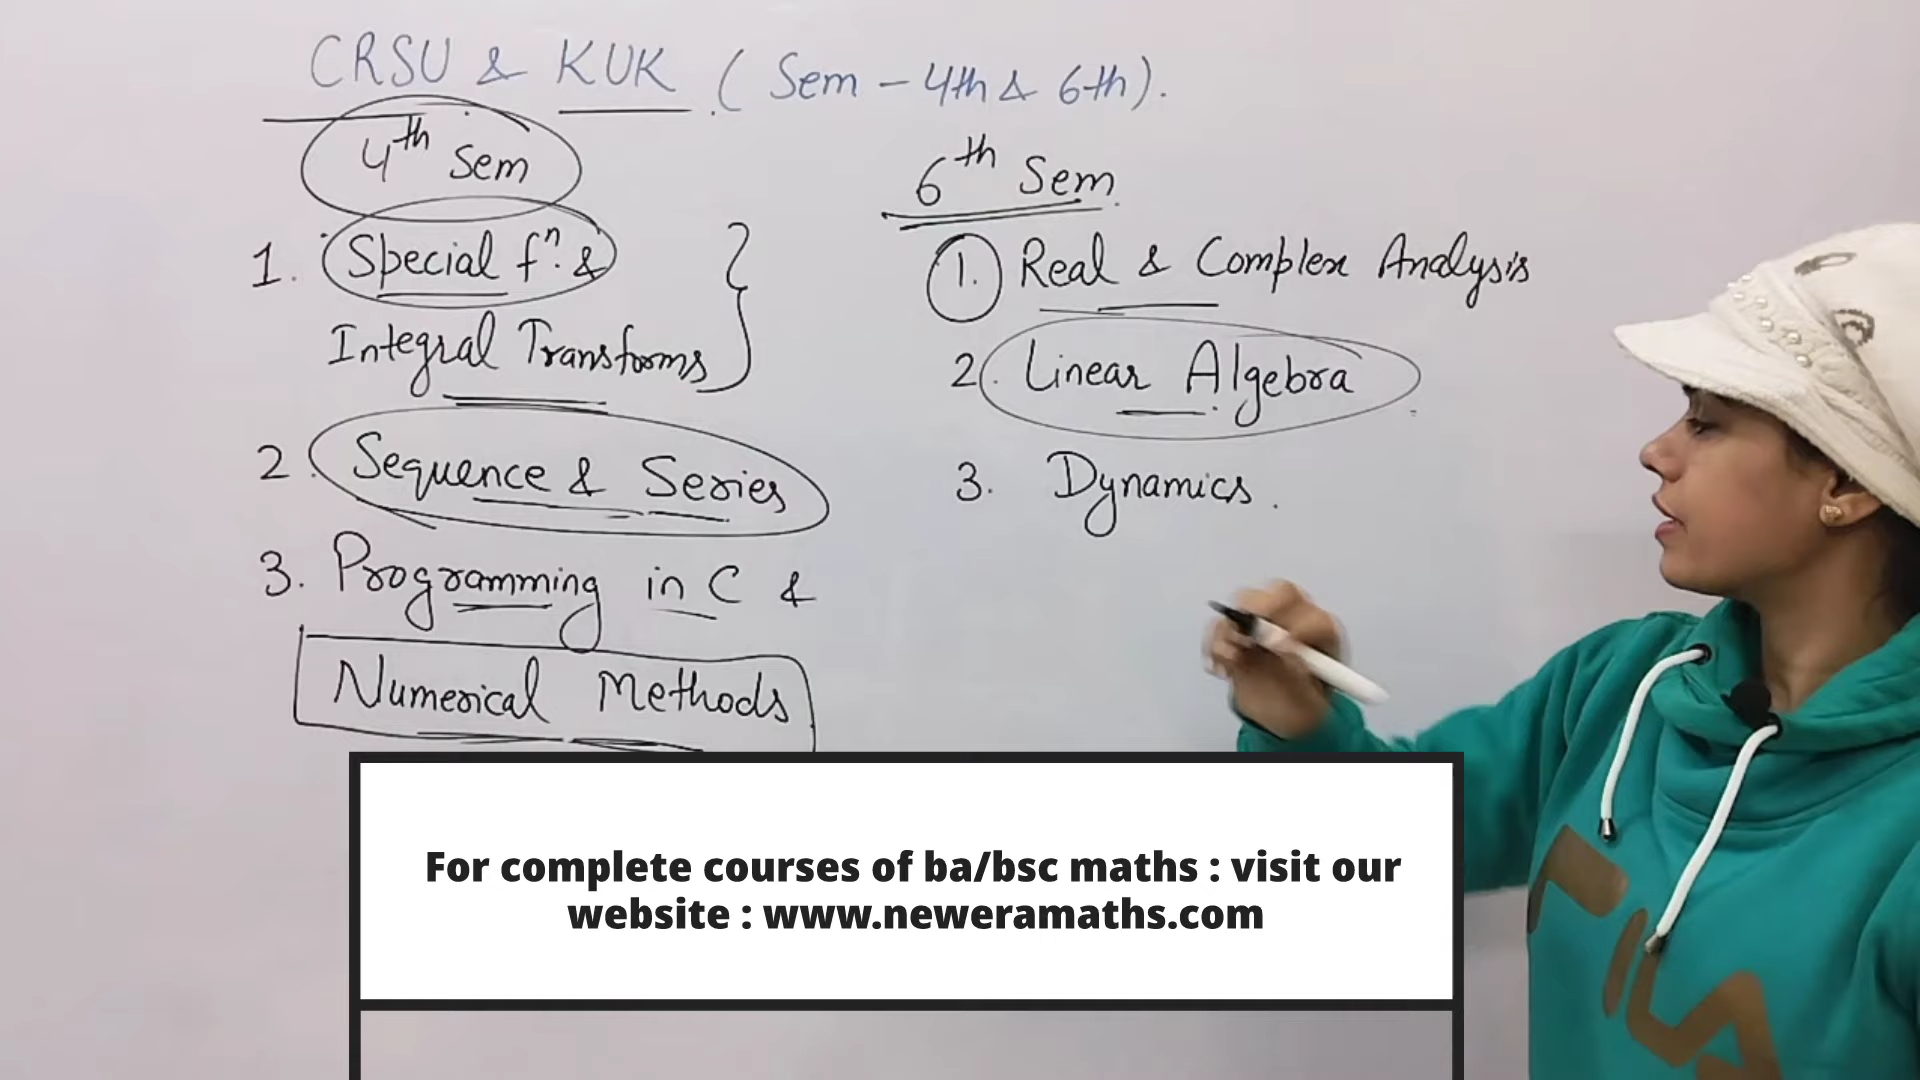 CRSU & KUK (Sem - 4th & 6th).
4th Sem
1. Special fn. &
Integral Transforms
2. Sequence & Series
3. Programming in C &
Numerical Methods
6th Sem
1. Real & Complex Analysis
2. Linear Algebra
3. Dynamics.
For complete courses of ba/bsc maths : visit our
website : www.neweramaths.com
FILA